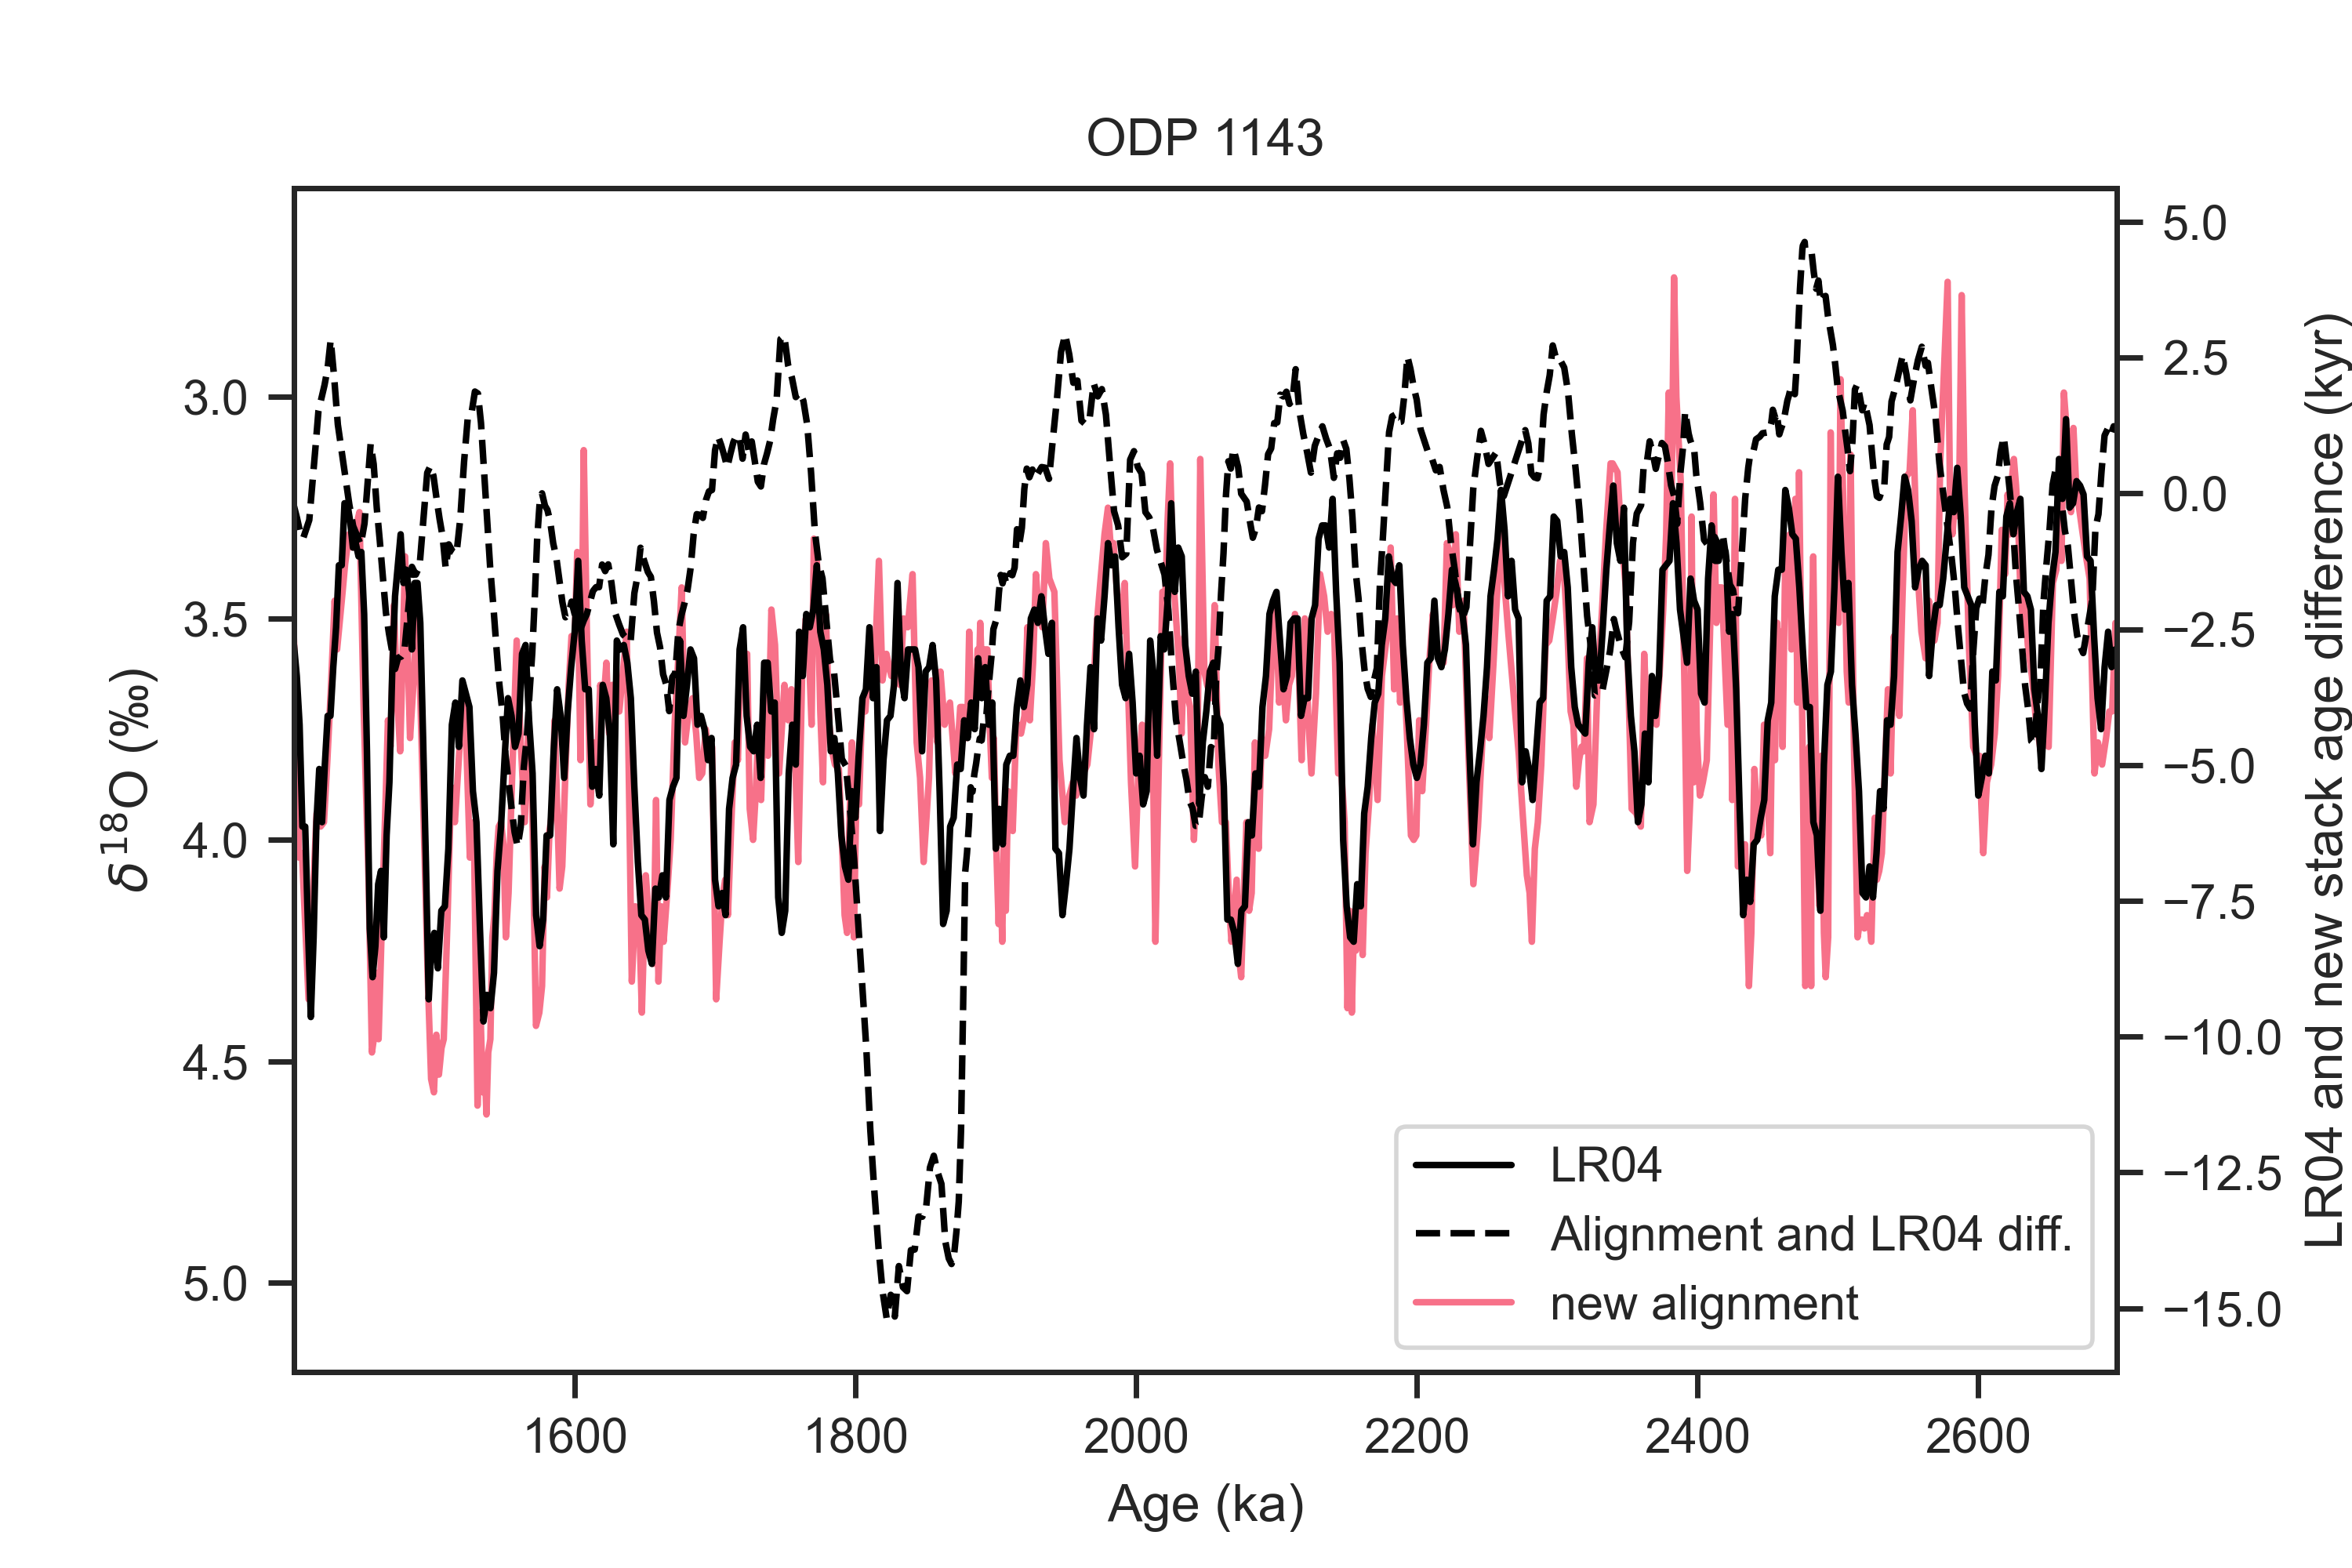 ODP 1143
3.0
3.5
4.0
4.5
5.0
δ¹⁸O (‰)
5.0
2.5
0.0
−2.5
−5.0
−7.5
−10.0
−12.5
−15.0
LR04 and new stack age difference (kyr)
LR04
Alignment and LR04 diff.
new alignment
1600 1800 2000 2200 2400 2600
Age (ka)